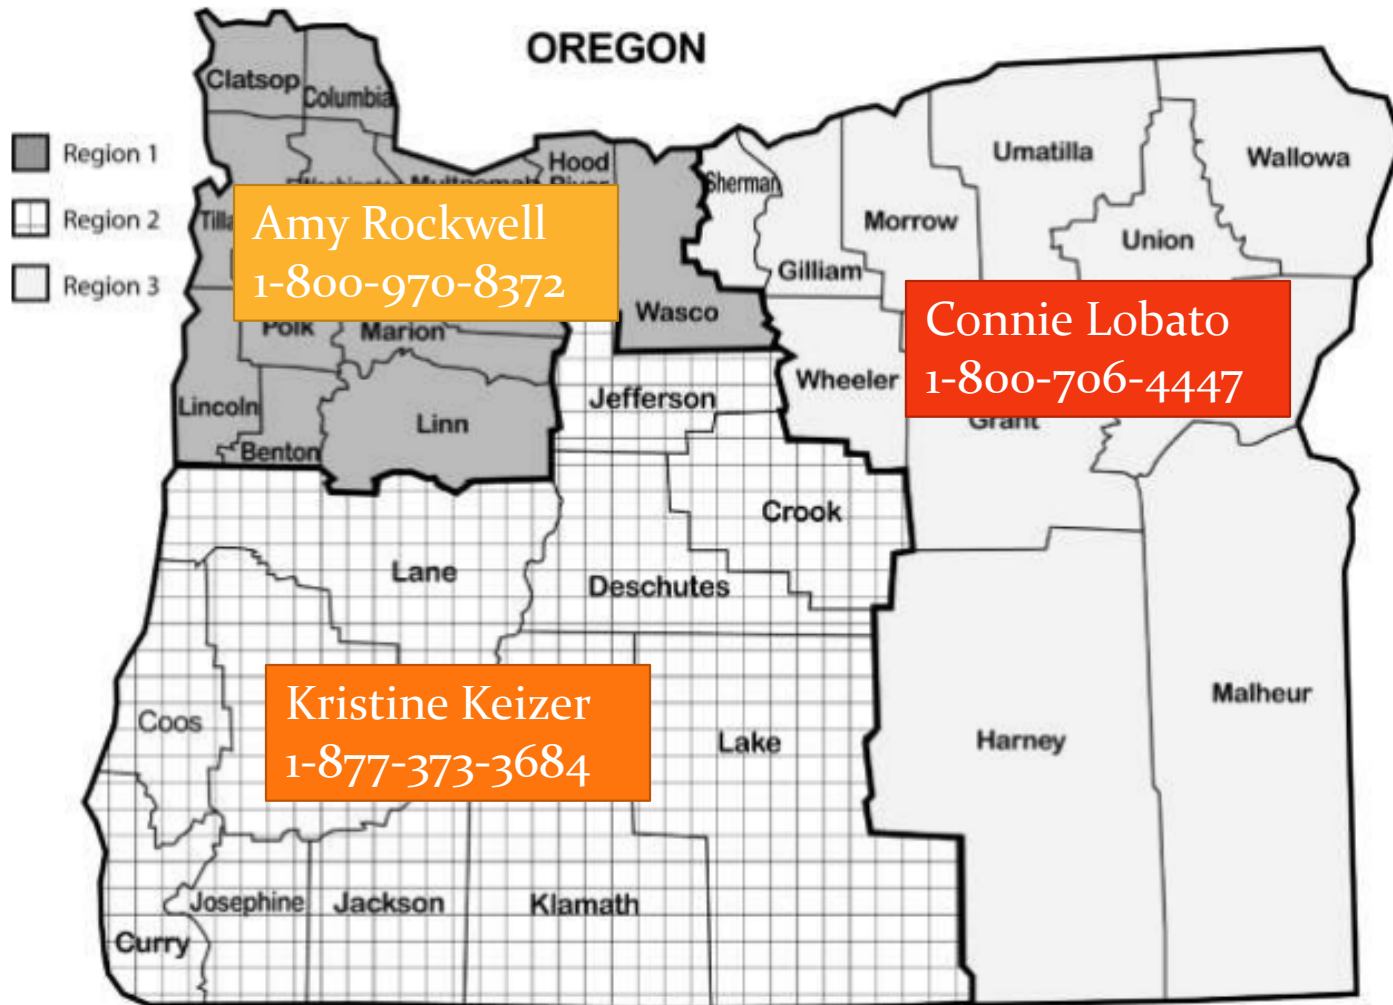 OREGON
Clatsop
Columbia
Region 1
Region 2
Region 3
Hood
Sherman
Umatilla
Wallowa
Morrow
Union
Gilliam
Amy Rockwell
1-800-970-8372
Wasco
Connie Lobato
1-800-706-4447
Polk
Marion
Wheeler
Jefferson
Lincoln
Linn
Grant
Benton
Crook
Lane
Deschutes
Kristine Keizer
1-877-373-3684
Coos
Lake
Harney
Malheur
Josephine
Jackson
Klamath
Curry